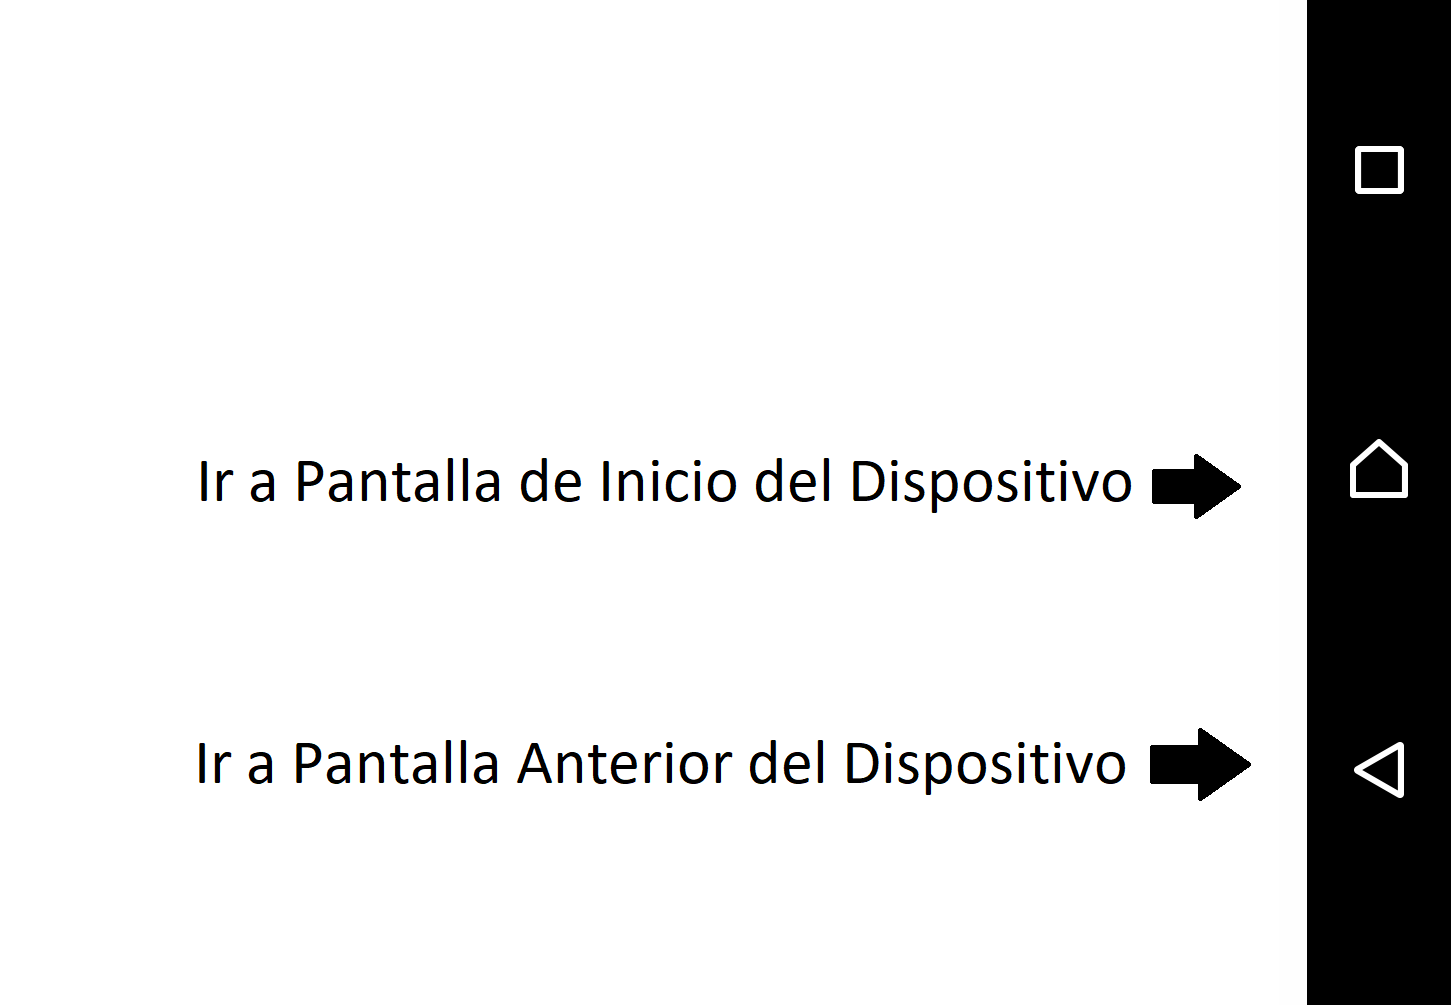 Ir a Pantalla de Inicio del Dispositivo
Ir a Pantalla Anterior del Dispositivo